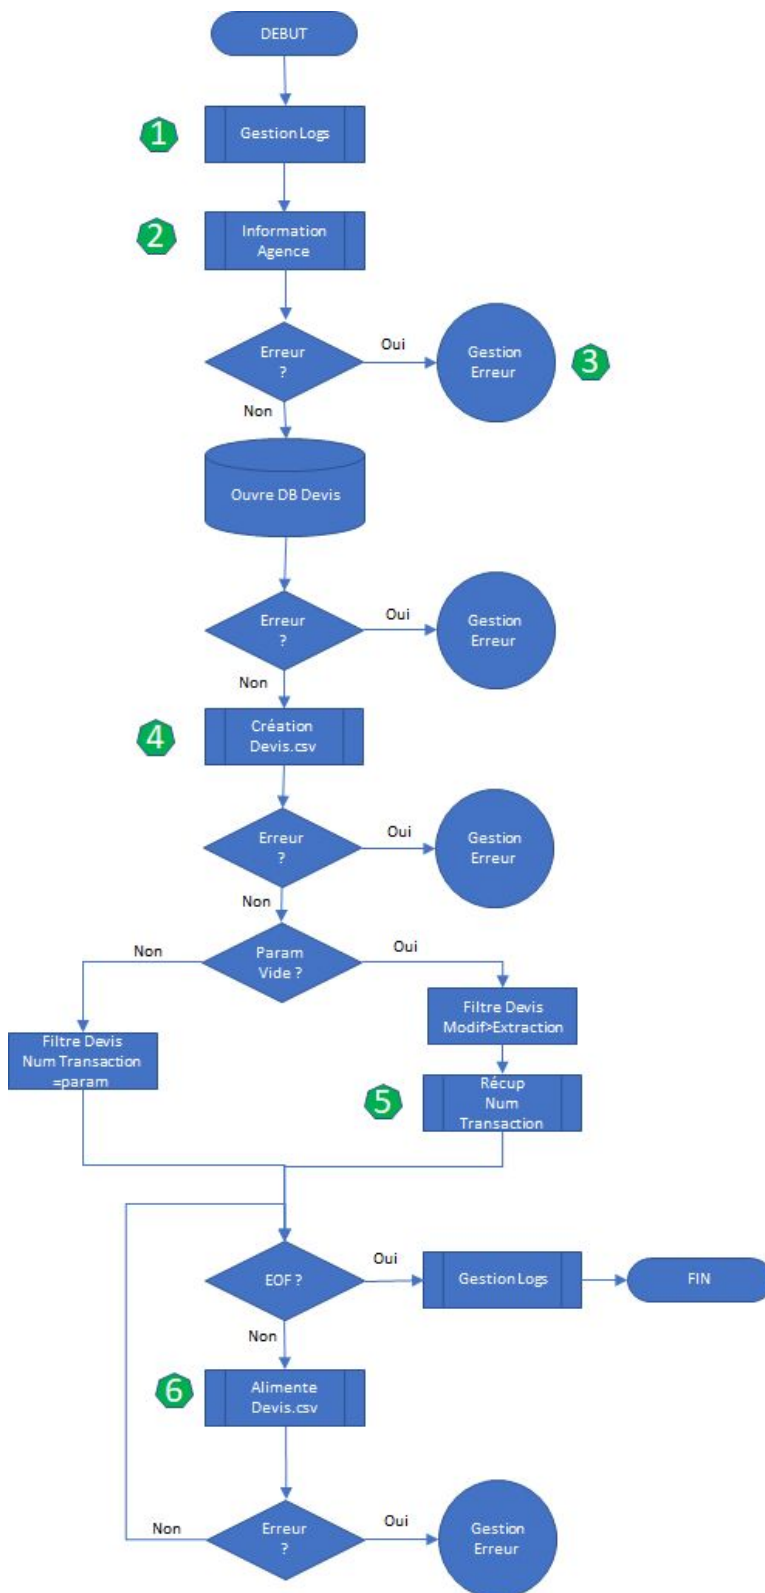 DEBUT
1
Gestion Logs
2
Information
Agence
Erreur
?
Oui
Gestion
Erreur
3
Non
Ouvre DB Devis
Erreur
?
Oui
Gestion
Erreur
Non
4
Création
Devis.csv
Erreur
?
Oui
Gestion
Erreur
Non
Param
Vide ?
Non
Oui
Filtre Devis
Modif>Extraction
Filtre Devis
Num Transaction
=param
5
Récup
Num
Transaction
EOF ?
Oui
Gestion Logs
FIN
Non
6
Alimente
Devis.csv
Erreur
?
Non
Oui
Gestion
Erreur